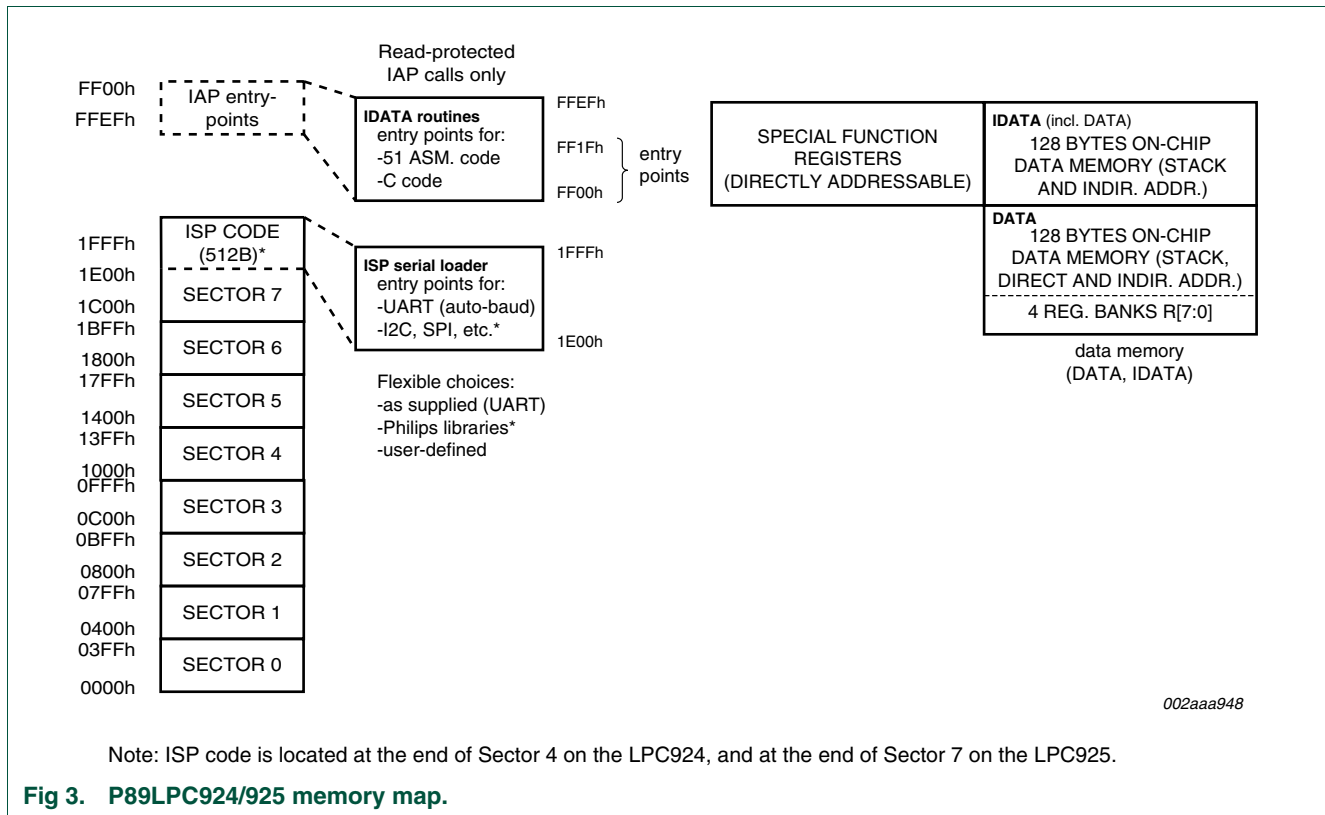 Read-protected
IAP calls only
FF00h
FFEFh
IAP entry-
points
IDATA routines
entry points for:
-51 ASM. code
-C code
FFEFh
FF1Fh
FF00h
entry
points
SPECIAL FUNCTION
REGISTERS
(DIRECTLY ADDRESSABLE)
IDATA (incl. DATA)
128 BYTES ON-CHIP
DATA MEMORY (STACK
AND INDIR. ADDR.)
DATA
128 BYTES ON-CHIP
DATA MEMORY (STACK,
DIRECT AND INDIR. ADDR.)
4 REG. BANKS R[7:0]
data memory
(DATA, IDATA)
1FFFh
ISP CODE
(512B)*
1E00h
SECTOR 7
1C00h
ISP serial loader
entry points for:
-UART (auto-baud)
-I2C, SPI, etc.*
1FFFh
1E00h
Flexible choices:
-as supplied (UART)
-Philips libraries*
-user-defined
1BFFh
SECTOR 6
1800h
17FFh
SECTOR 5
1400h
13FFh
SECTOR 4
1000h
0FFFh
SECTOR 3
0C00h
0BFFh
SECTOR 2
0800h
07FFh
SECTOR 1
0400h
03FFh
SECTOR 0
0000h
002aaa948
Note: ISP code is located at the end of Sector 4 on the LPC924, and at the end of Sector 7 on the LPC925.
Fig 3. P89LPC924/925 memory map.